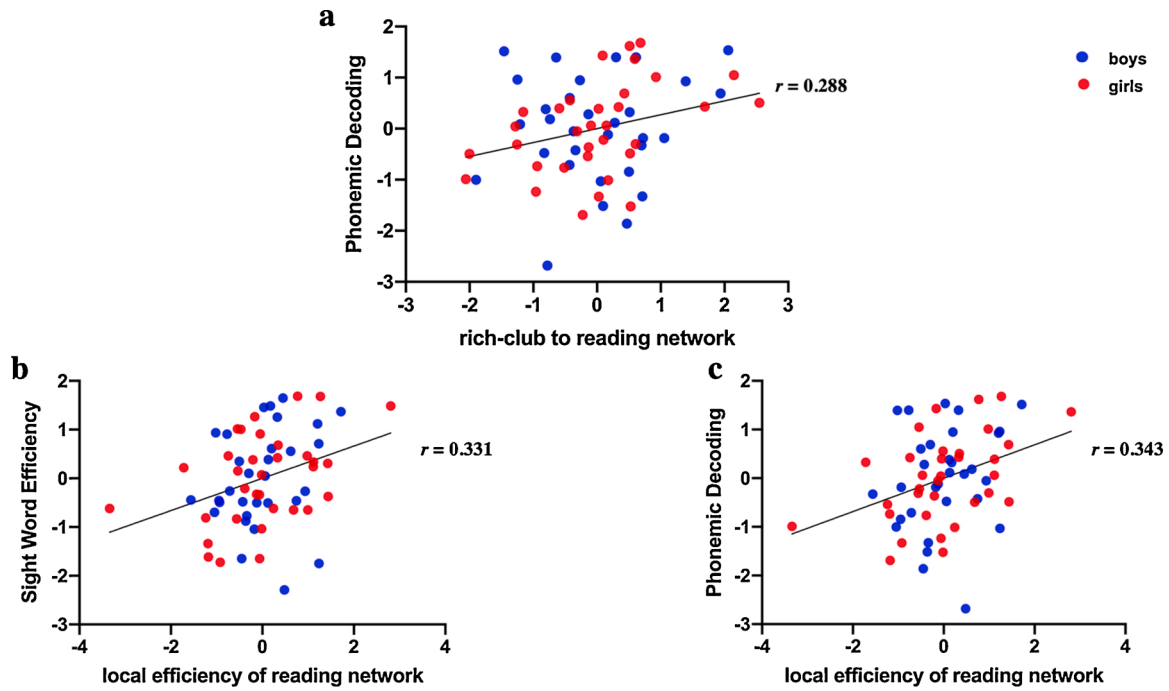 a
2
1
0
-1
-2
-3
Phonemic Decoding
r = 0.288
-3
-2
-1
0
1
2
3
rich-club to reading network
boys
girls
b
2
1
0
-1
-2
-3
Sight Word Efficiency
r = 0.331
-4
-2
0
2
4
local efficiency of reading network
c
2
1
0
-1
-2
-3
Phonemic Decoding
r = 0.343
-4
-2
0
2
4
local efficiency of reading network